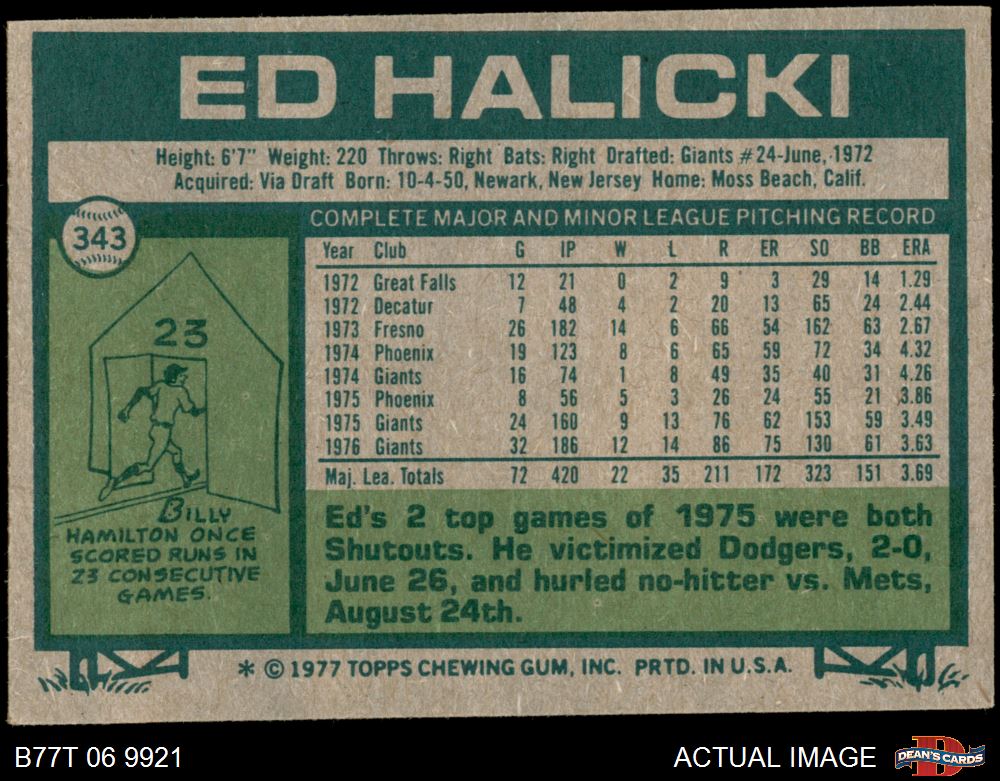 ED HALICKI
Height: 6'7" Weight: 220 Throws: Right Bats: Right Drafted: Giants #24-June, 1972
Acquired: Via Draft Born: 10-4-50, Newark, New Jersey Home: Moss Beach, Calif.
343
COMPLETE MAJOR AND MINOR LEAGUE PITCHING RECORD
Year Club G IP W L R ER SO BB ERA
1972 Great Falls 12 21 0 2 9 3 29 14 1.29
1972 Decatur 7 48 4 2 20 13 65 24 2.44
1973 Fresno 26 182 14 6 66 54 162 63 2.67
1974 Phoenix 19 123 8 6 65 59 72 34 4.32
1974 Giants 16 74 1 8 49 35 40 31 4.26
1975 Phoenix 8 56 5 3 26 24 55 21 3.86
1975 Giants 24 160 9 13 76 62 153 59 3.49
1976 Giants 32 186 12 14 86 75 130 61 3.63
Maj. Lea. Totals 72 420 22 35 211 172 323 151 3.69
23
BILLY
HAMILTON ONCE
SCORED RUNS IN
23 CONSECUTIVE
GAMES.
Ed's 2 top games of 1975 were both
Shutouts. He victimized Dodgers, 2-0,
June 26, and hurled no-hitter vs. Mets,
August 24th.
* © 1977 TOPPS CHEWING GUM, INC. PRTD. IN U.S.A.
B77T 06 9921
ACTUAL IMAGE
D
DEAN'S CARDS